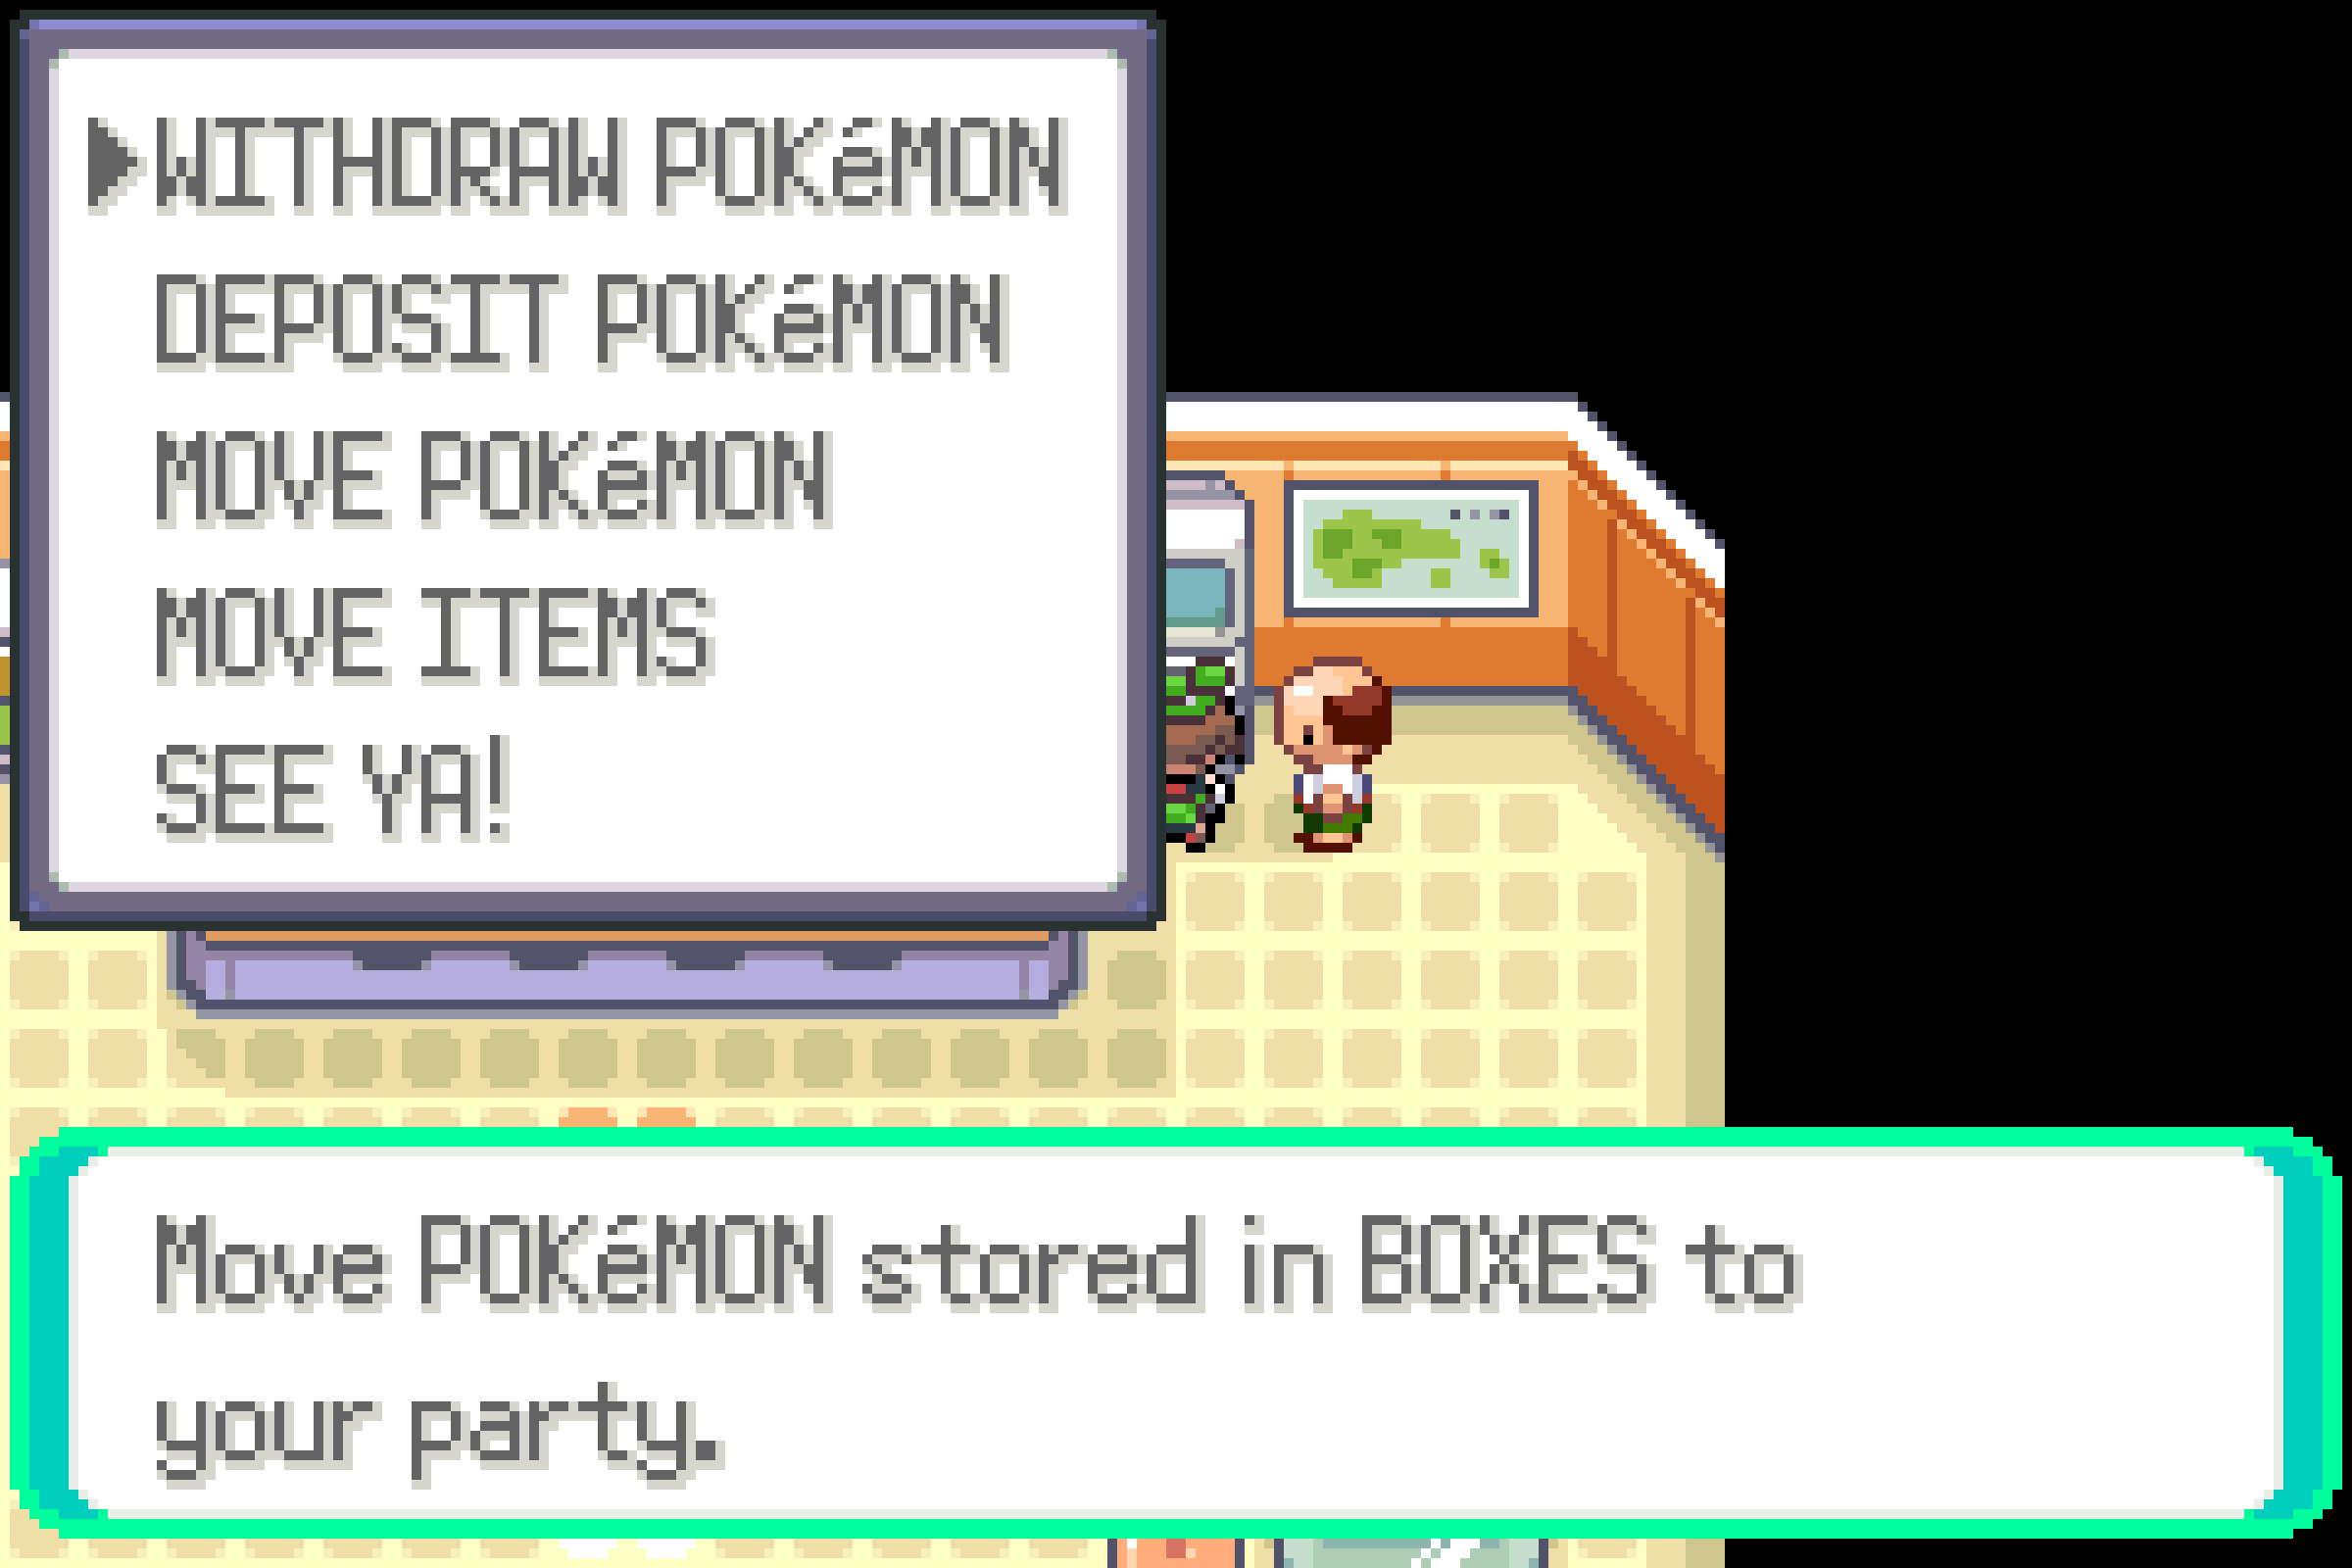 WITHDRAW POKéMON
DEPOSIT POKéMON
MOVE POKéMON
MOVE ITEMS
SEE YA!
Move POKéMON stored in BOXES to
your party.